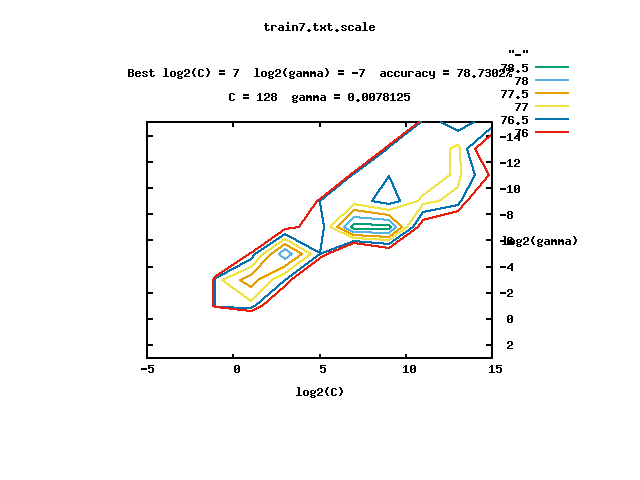 train7.txt.scale
"-"
Best log2(C) = 7  log2(gamma) = -7  accuracy = 78.7302%
78.5
78
77.5
77
76.5
76
C = 128  gamma = 0.0078125
-14
-12
-10
-8
-6
log2(gamma)
-4
-2
0
2
-5 0 5 10 15
log2(C)